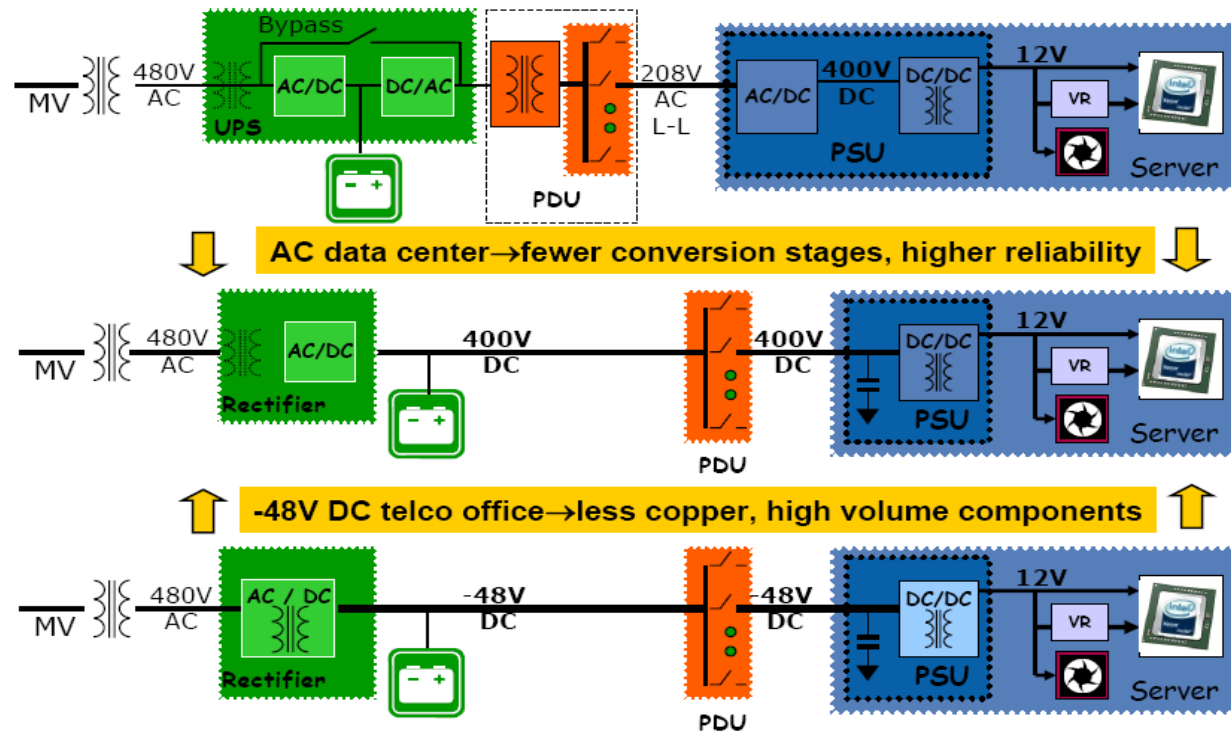 Bypass
480V
AC
MV
AC/DC
DC/AC
UPS
- +
PDU
208V
AC
L-L
AC/DC
400V
DC
DC/DC
PSU
12V
VR
intel
Server
AC data center→fewer conversion stages, higher reliability
480V
AC
MV
AC/DC
Rectifier
400V
DC
- +
PDU
400V
DC
DC/DC
PSU
12V
VR
intel
Server
-48V DC telco office→less copper, high volume components
480V
AC
MV
AC / DC
Rectifier
-48V
DC
- +
PDU
-48V
DC
DC/DC
PSU
12V
VR
intel
Server